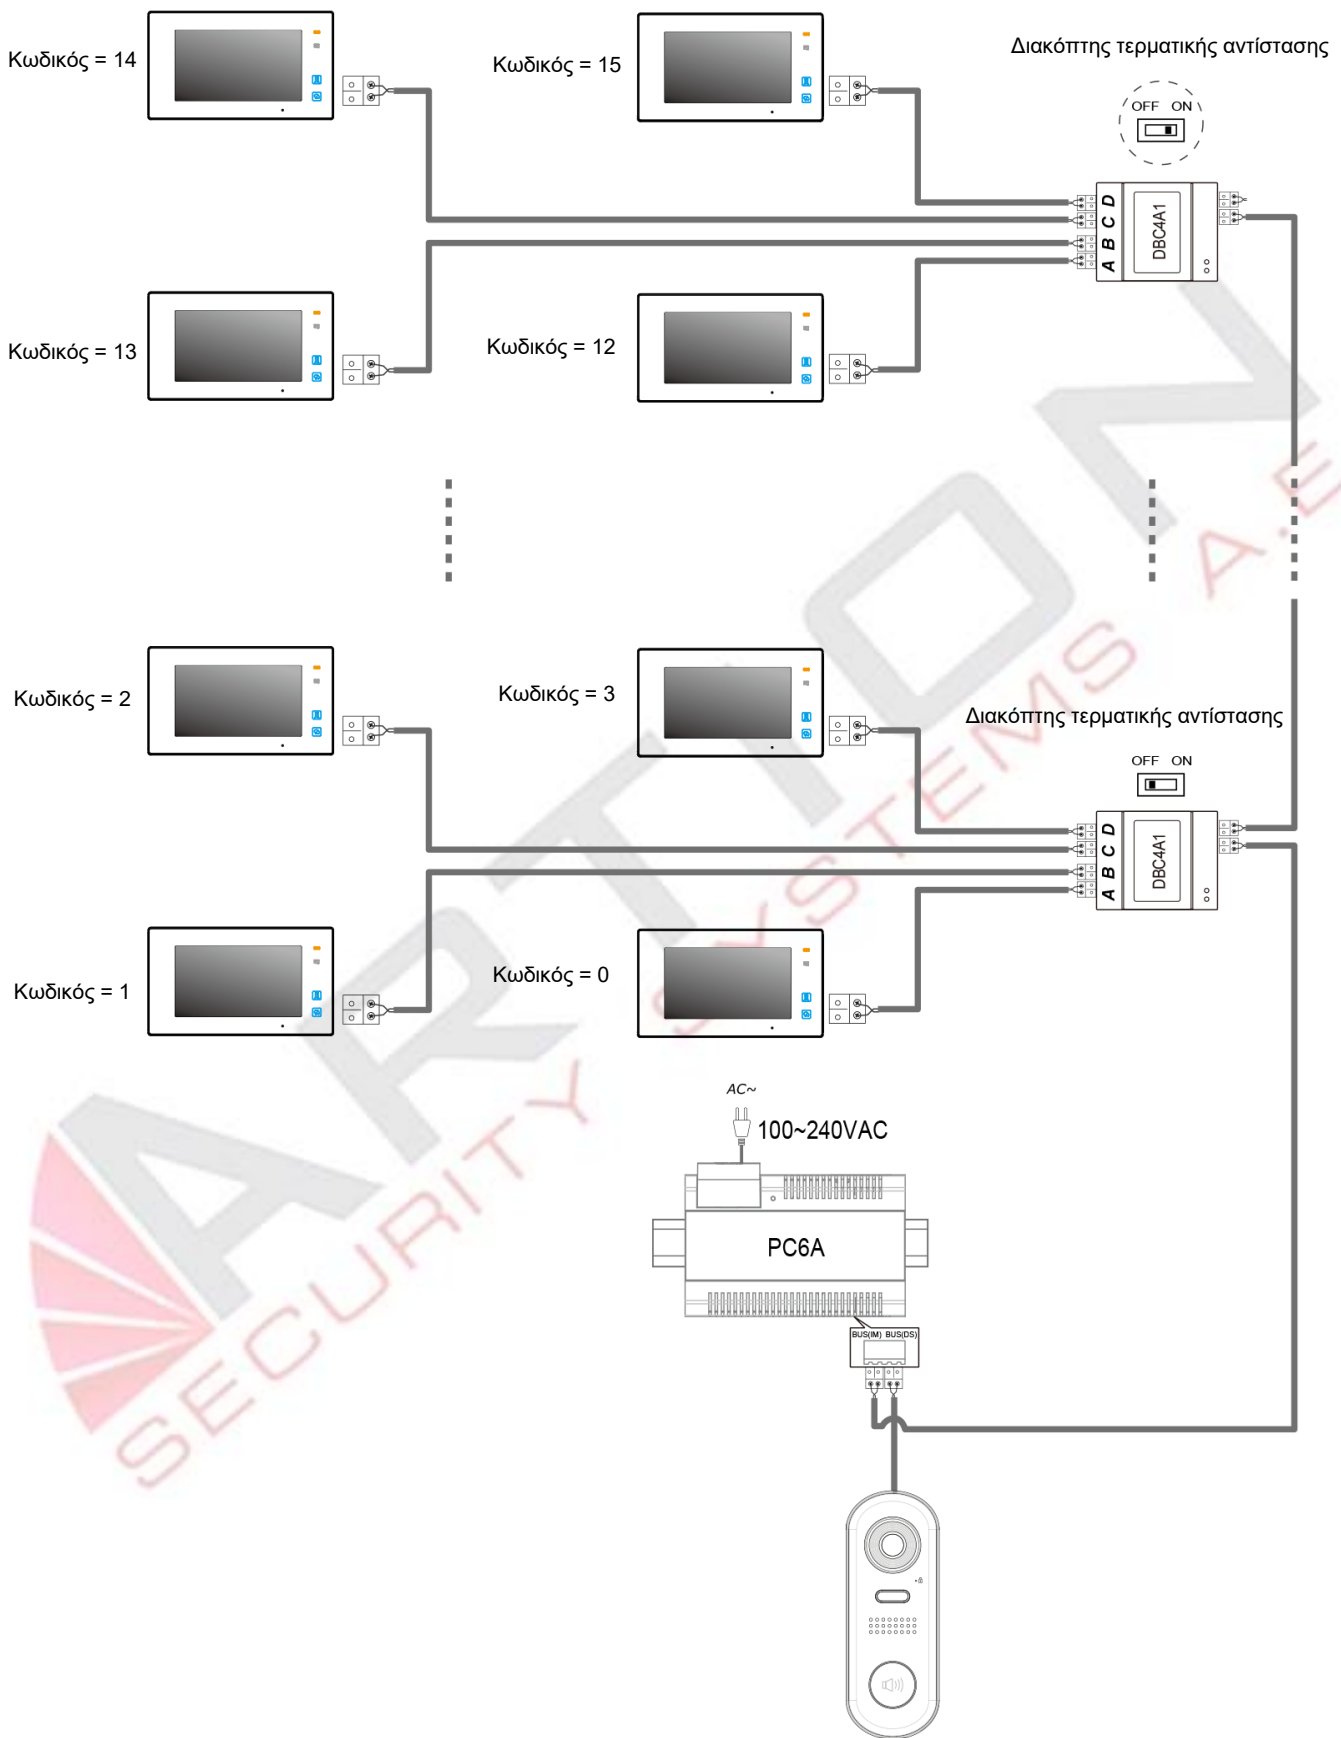 Κωδικός = 14
Κωδικός = 15
Διακόπτης τερματικής αντίστασης
OFF ON
A B C D
DBC4A1
Κωδικός = 13
Κωδικός = 12
Κωδικός = 2
Κωδικός = 3
Διακόπτης τερματικής αντίστασης
OFF ON
A B C D
DBC4A1
Κωδικός = 1
Κωδικός = 0
AC~
100~240VAC
PC6A
BUS(IM) BUS(DS)
ARTION
SECURITY SYSTEMS A.E